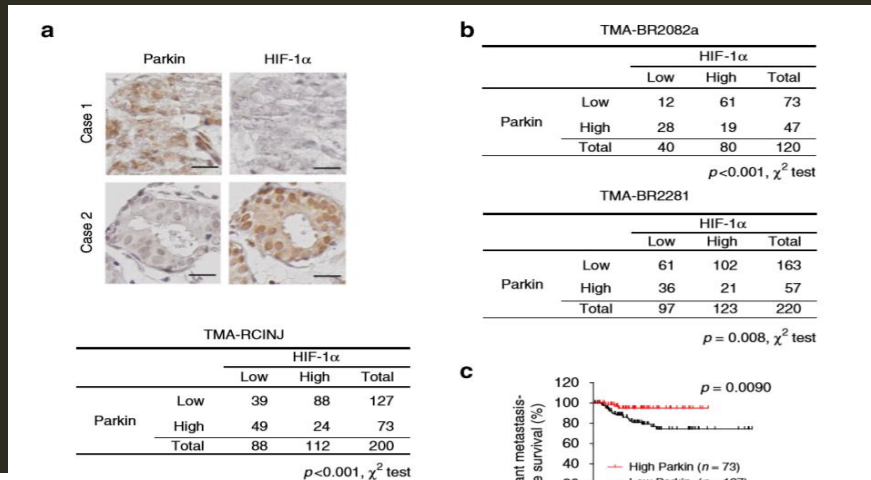 a
Parkin HIF-1α
Case 1
Case 2
TMA-RCINJ
HIF-1α
Low High Total
Low 39 88 127
Parkin
High 49 24 73
Total 88 112 200
p<0.001, χ² test
b
TMA-BR2082a
HIF-1α
Low High Total
Low 12 61 73
Parkin
High 28 19 47
Total 40 80 120
p<0.001, χ² test
TMA-BR2281
HIF-1α
Low High Total
Low 61 102 163
Parkin
High 36 21 57
Total 97 123 220
p = 0.008, χ² test
c
120
100
80
60
40
p = 0.0090
ant metastasis-
e survival (%)
High Parkin (n = 73)